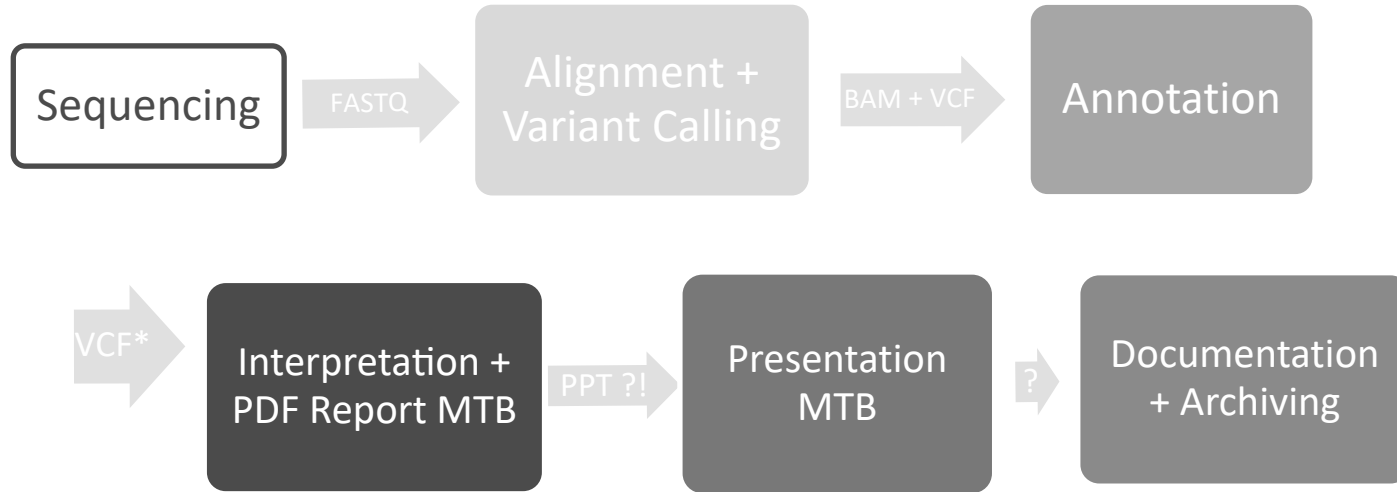 Sequencing
FASTQ
Alignment +
Variant Calling
BAM + VCF
Annotation
VCF*
Interpretation +
PDF Report MTB
PPT ?!
Presentation
MTB
?
Documentation
+ Archiving